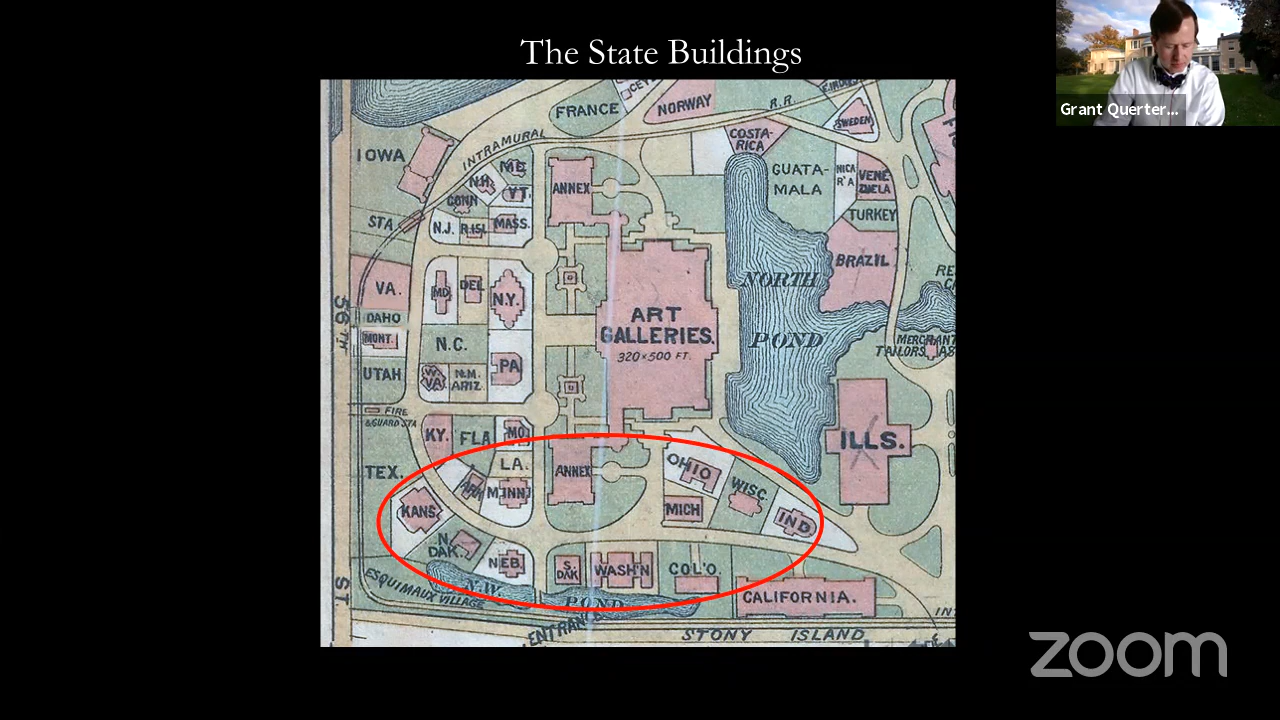 The State Buildings
Grant Querter...
FRANCE
NORWAY
R.R.
SWEDEN
IOWA
INTRAMURAL
COSTA-
RICA
ME
N.H.
VT.
CONN
ANNEX
GUATA-
MALA
NICA
R'A
VENE-
ZUELA
STA
N.J.
R.ISL
MASS.
TURKEY
BRAZIL
VA.
MD
DEL
N.Y.
NORTH
POND
ART
GALLERIES.
320×500 FT.
56TH
ST
DAHO
MONT.
N.C.
UTAH
W.
VA.
N.M.
ARIZ.
PA
MERCHANT
TAILORS
FIRE
&GUARD STA
KY.
FLA
MO
ILLS.
TEX.
LA.
ANNEX
OHIO
WISC.
ARK
MINN
KANS
MICH
IND
N.
DAK.
NEB.
S.
DAK
WASH'N
COL'O.
CALIFORNIA.
ESQUIMAUX VILLAGE
N.W.
POND
ENTRANC
STONY ISLAND
zoom